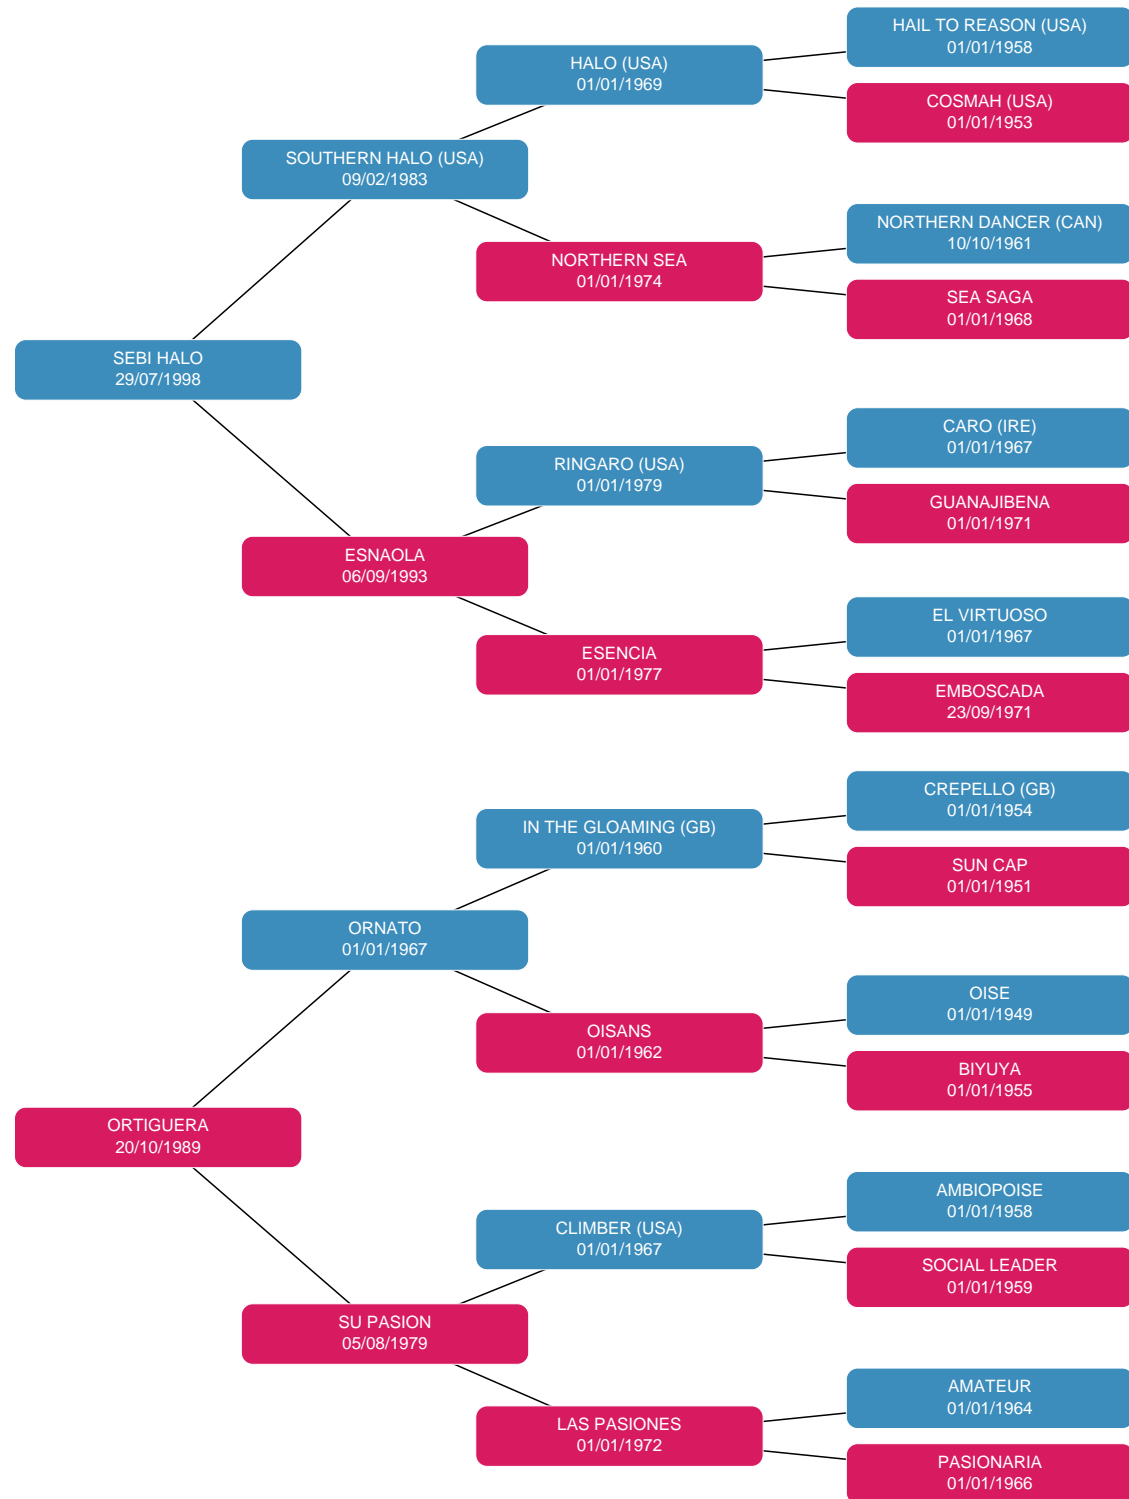 HAIL TO REASON (USA)
01/01/1958
HALO (USA)
01/01/1969
COSMAH (USA)
01/01/1953
SOUTHERN HALO (USA)
09/02/1983
NORTHERN DANCER (CAN)
10/10/1961
NORTHERN SEA
01/01/1974
SEA SAGA
01/01/1968
SEBI HALO
29/07/1998
CARO (IRE)
01/01/1967
RINGARO (USA)
01/01/1979
GUANAJIBENA
01/01/1971
ESNAOLA
06/09/1993
EL VIRTUOSO
01/01/1967
ESENCIA
01/01/1977
EMBOSCADA
23/09/1971
CREPELLO (GB)
01/01/1954
IN THE GLOAMING (GB)
01/01/1960
SUN CAP
01/01/1951
ORNATO
01/01/1967
OISE
01/01/1949
OISANS
01/01/1962
BIYUYA
01/01/1955
ORTIGUERA
20/10/1989
AMBIOPOISE
01/01/1958
CLIMBER (USA)
01/01/1967
SOCIAL LEADER
01/01/1959
SU PASION
05/08/1979
AMATEUR
01/01/1964
LAS PASIONES
01/01/1972
PASIONARIA
01/01/1966